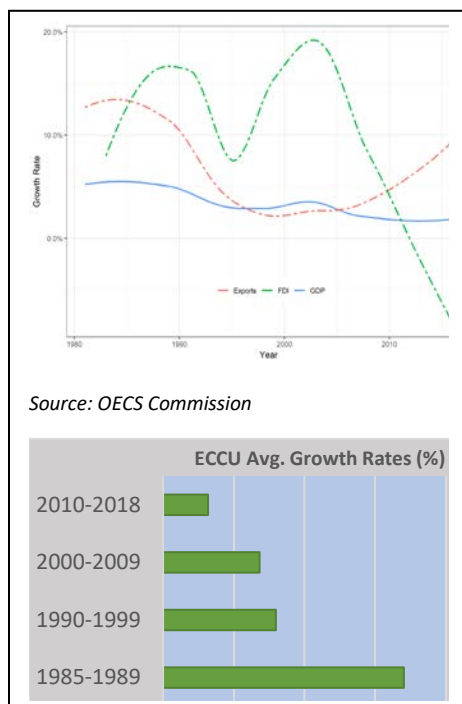 20.0%
10.0%
0.0%
Growth Rate
Exports FDI GDP
1980 1990 2000 2010
Year
Source: OECS Commission
ECCU Avg. Growth Rates (%)
2010-2018
2000-2009
1990-1999
1985-1989